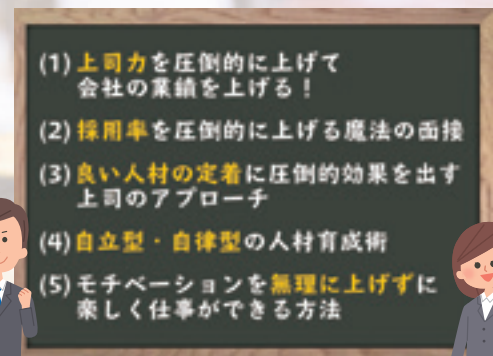 (1) 上司力を圧倒的に上げて
会社の業績を上げる！
(2) 採用率を圧倒的に上げる魔法の面接
(3) 良い人材の定着に圧倒的効果を出す
上司のアプローチ
(4) 自立型・自律型の人材育成術
(5) モチベーションを無理に上げずに
楽しく仕事ができる方法